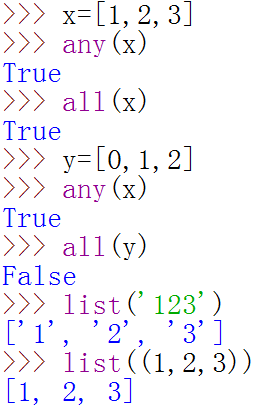 >>> x=[1,2,3]
>>> any(x)
True
>>> all(x)
True
>>> y=[0,1,2]
>>> any(x)
True
>>> all(y)
False
>>> list('123')
['1', '2', '3']
>>> list((1,2,3))
[1, 2, 3]